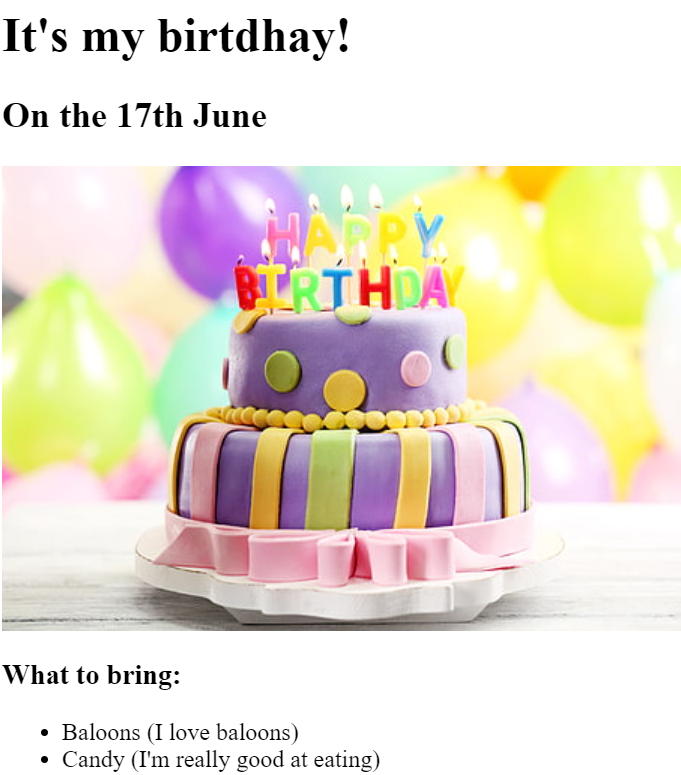 It's my birtdhay!
On the 17th June
HAPPY
BIRTHDAY
What to bring:
Baloons (I love baloons)
Candy (I'm really good at eating)